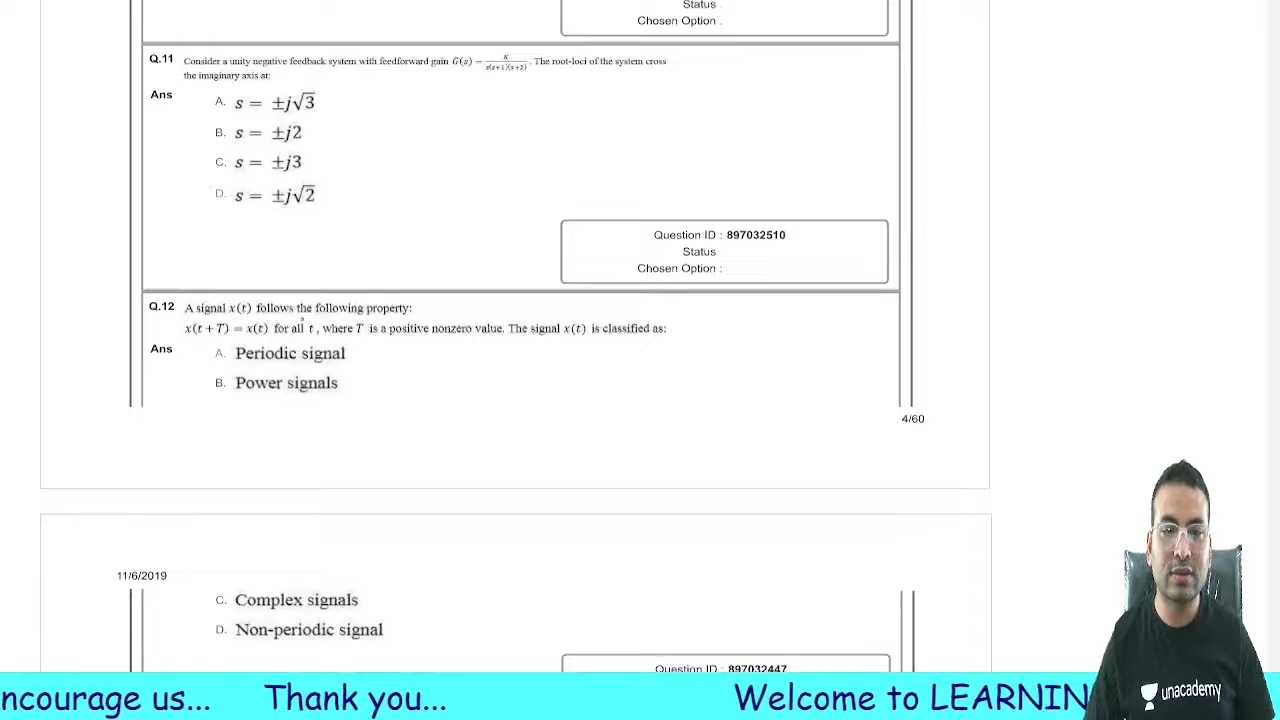 Status
Chosen Option .
Q.11 Consider a unity negative feedback system with feedforward gain G(s) = K/(s(s+1)(s+2)). The root-loci of the system cross
the imaginary axis at:
Ans
A. s = ±j√3
B. s = ±j2
C. s = ±j3
D. s = ±j√2
Question ID : 897032510
Status
Chosen Option :
Q.12 A signal x(t) follows the following property:
x(t + T) = x(t) for all t, where T is a positive nonzero value. The signal x(t) is classified as:
Ans
A. Periodic signal
B. Power signals
4/60
11/6/2019
C. Complex signals
D. Non-periodic signal
Question ID : 897032447
ncourage us... Thank you... Welcome to LEARNIN
unacademy